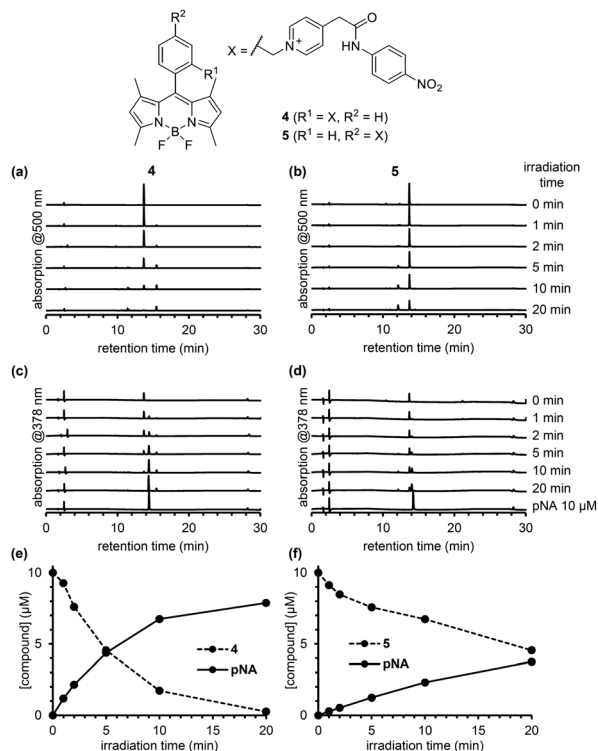 R²
R¹
N
N
B
F
F
X =
N
+
O
HN
NO₂
4 (R¹ = X, R² = H)
5 (R¹ = H, R² = X)
(a)
4
absorption @500 nm
0
10
20
30
retention time (min)
(b)
5
irradiation
time
0 min
1 min
2 min
5 min
10 min
20 min
0
10
20
30
retention time (min)
(c)
absorption @378 nm
0
10
20
30
retention time (min)
(d)
0 min
1 min
2 min
5 min
10 min
20 min
pNA 10 µM
0
10
20
30
retention time (min)
(e)
[compound] (µM)
10
5
0
4
pNA
0
5
10
15
20
irradiation time (min)
(f)
10
5
0
5
pNA
0
5
10
15
20
irradiation time (min)